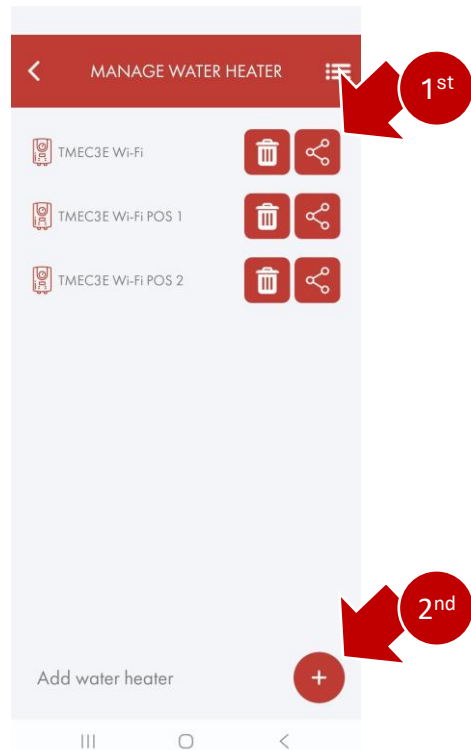 MANAGE WATER HEATER
1st
TMEC3E Wi-Fi
TMEC3E Wi-Fi POS 1
TMEC3E Wi-Fi POS 2
2nd
Add water heater
+